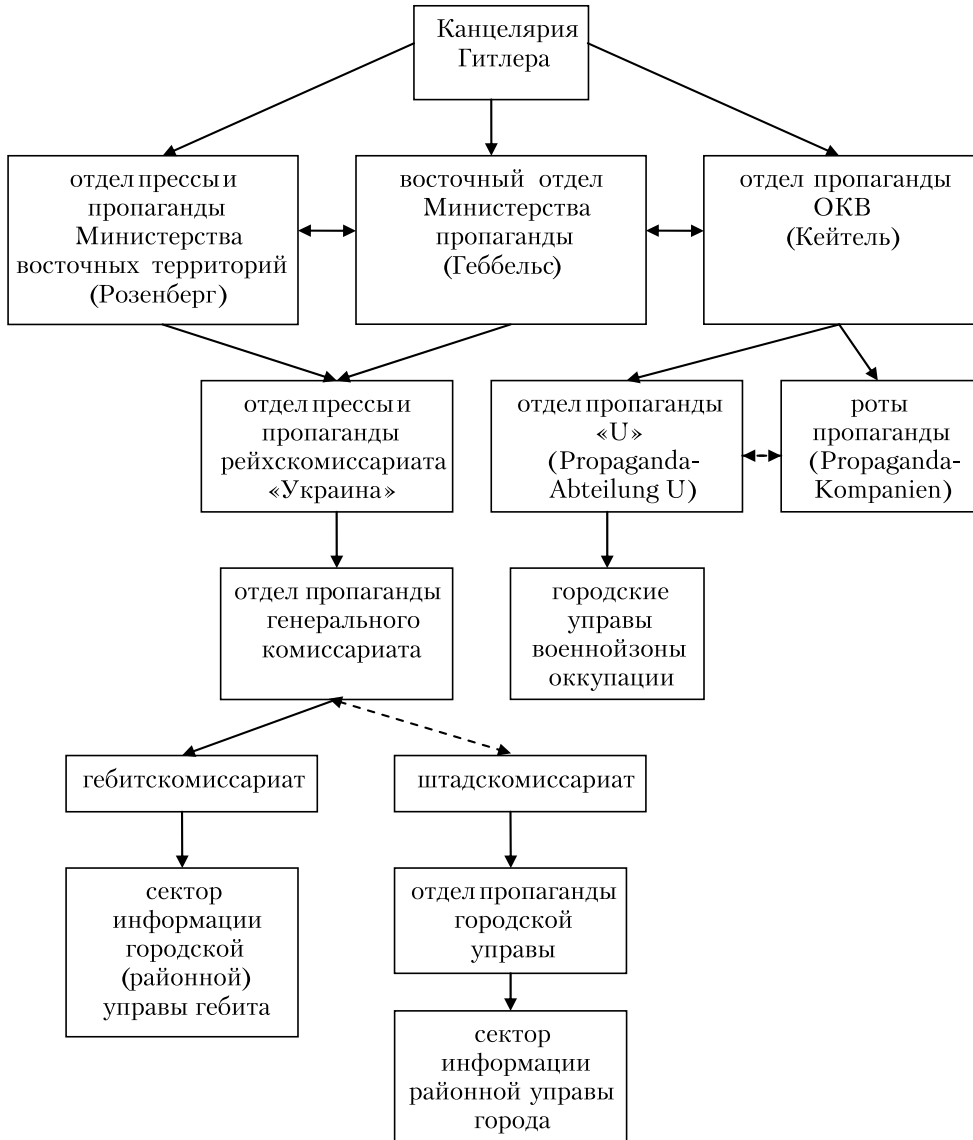 Канцелярия
Гитлера
отдел прессы и
пропаганды
Министерства
восточных территорий
(Розенберг)
восточный отдел
Министерства
пропаганды
(Геббельс)
отдел пропаганды
ОКВ
(Кейтель)
отдел прессы и
пропаганды
рейхскомиссариата
«Украина»
отдел пропаганды
«U»
(Propaganda-
Abteilung U)
роты
пропаганды
(Propaganda-
Kompanien)
отдел пропаганды
генерального
комиссариата
городские
управы
военнойзоны
оккупации
гебитскомиссариат
штадскомиссариат
сектор
информации
городской
(районной)
управы гебита
отдел пропаганды
городской
управы
сектор
информации
районной управы
города